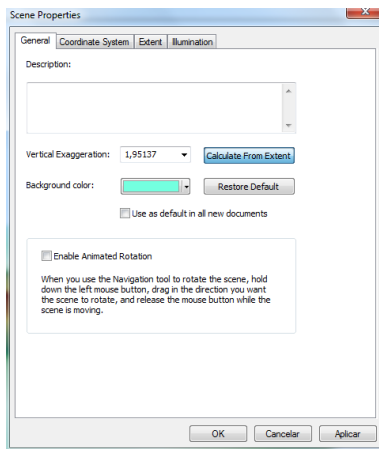 Scene Properties
General Coordinate System Extent Illumination
Description:
Vertical Exaggeration: 1,95137 Calculate From Extent
Background color: Restore Default
Use as default in all new documents
Enable Animated Rotation
When you use the Navigation tool to rotate the scene, hold
down the left mouse button, drag in the direction you want
the scene to rotate, and release the mouse button while the
scene is moving.
OK Cancelar Aplicar